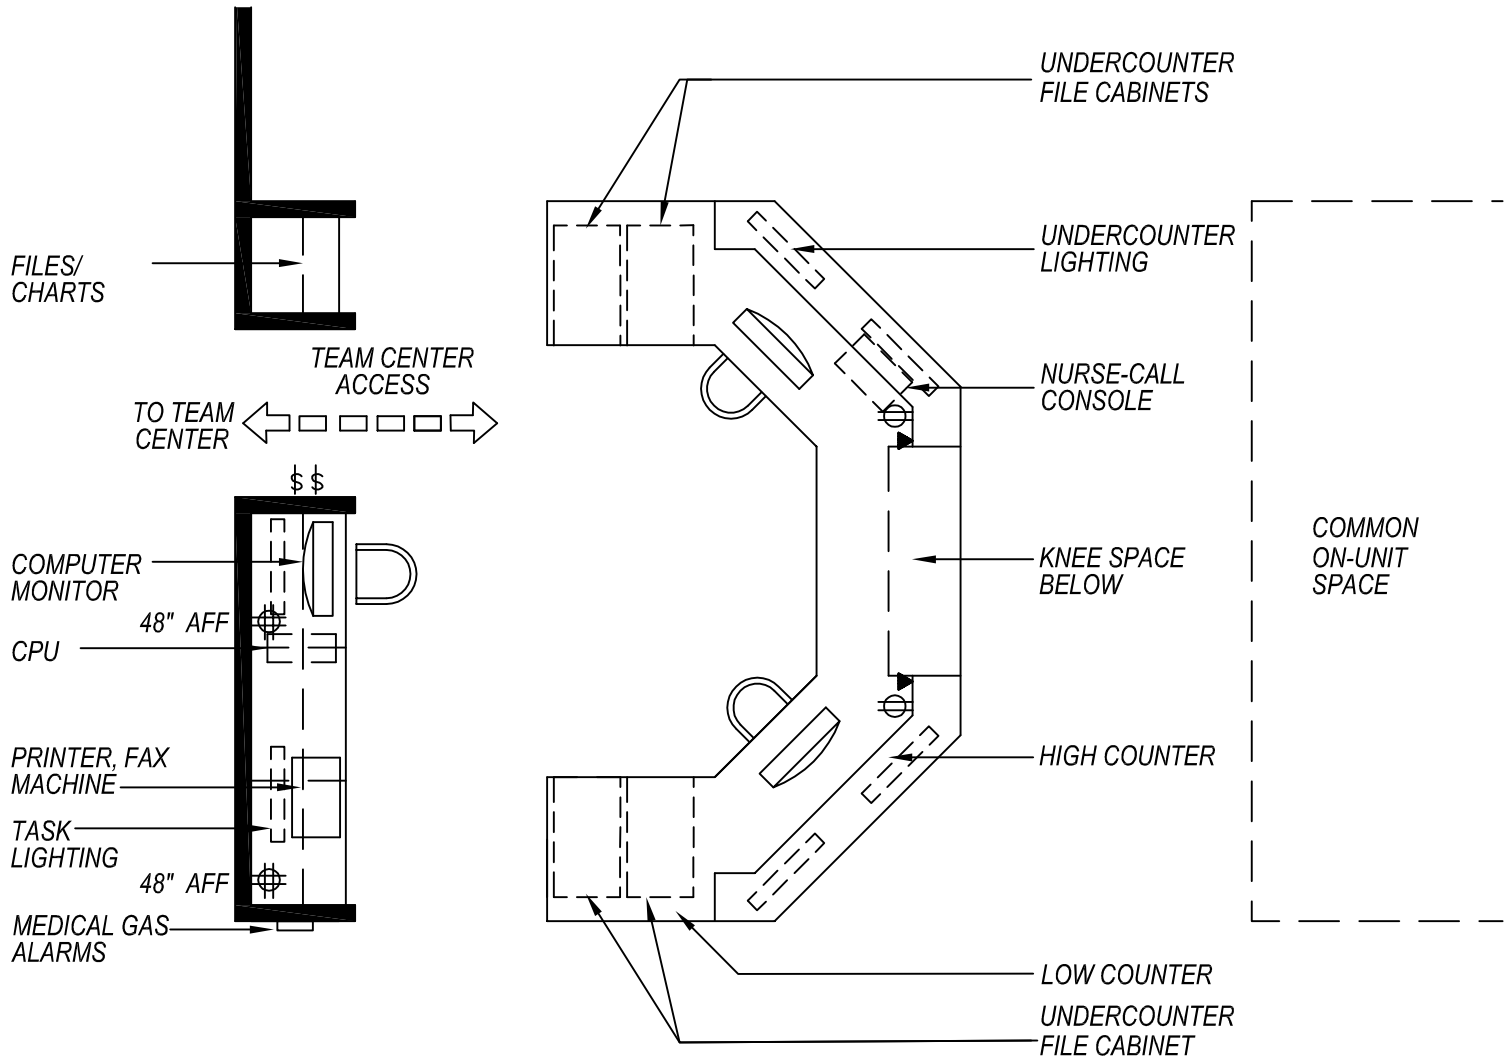 UNDERCOUNTER
FILE CABINETS
UNDERCOUNTER
LIGHTING
FILES/
CHARTS
TEAM CENTER
ACCESS
TO TEAM
CENTER
NURSE-CALL
CONSOLE
$ $
COMPUTER
MONITOR
48" AFF
CPU
KNEE SPACE
BELOW
COMMON
ON-UNIT
SPACE
PRINTER, FAX
MACHINE
HIGH COUNTER
TASK
LIGHTING
48" AFF
MEDICAL GAS
ALARMS
LOW COUNTER
UNDERCOUNTER
FILE CABINET